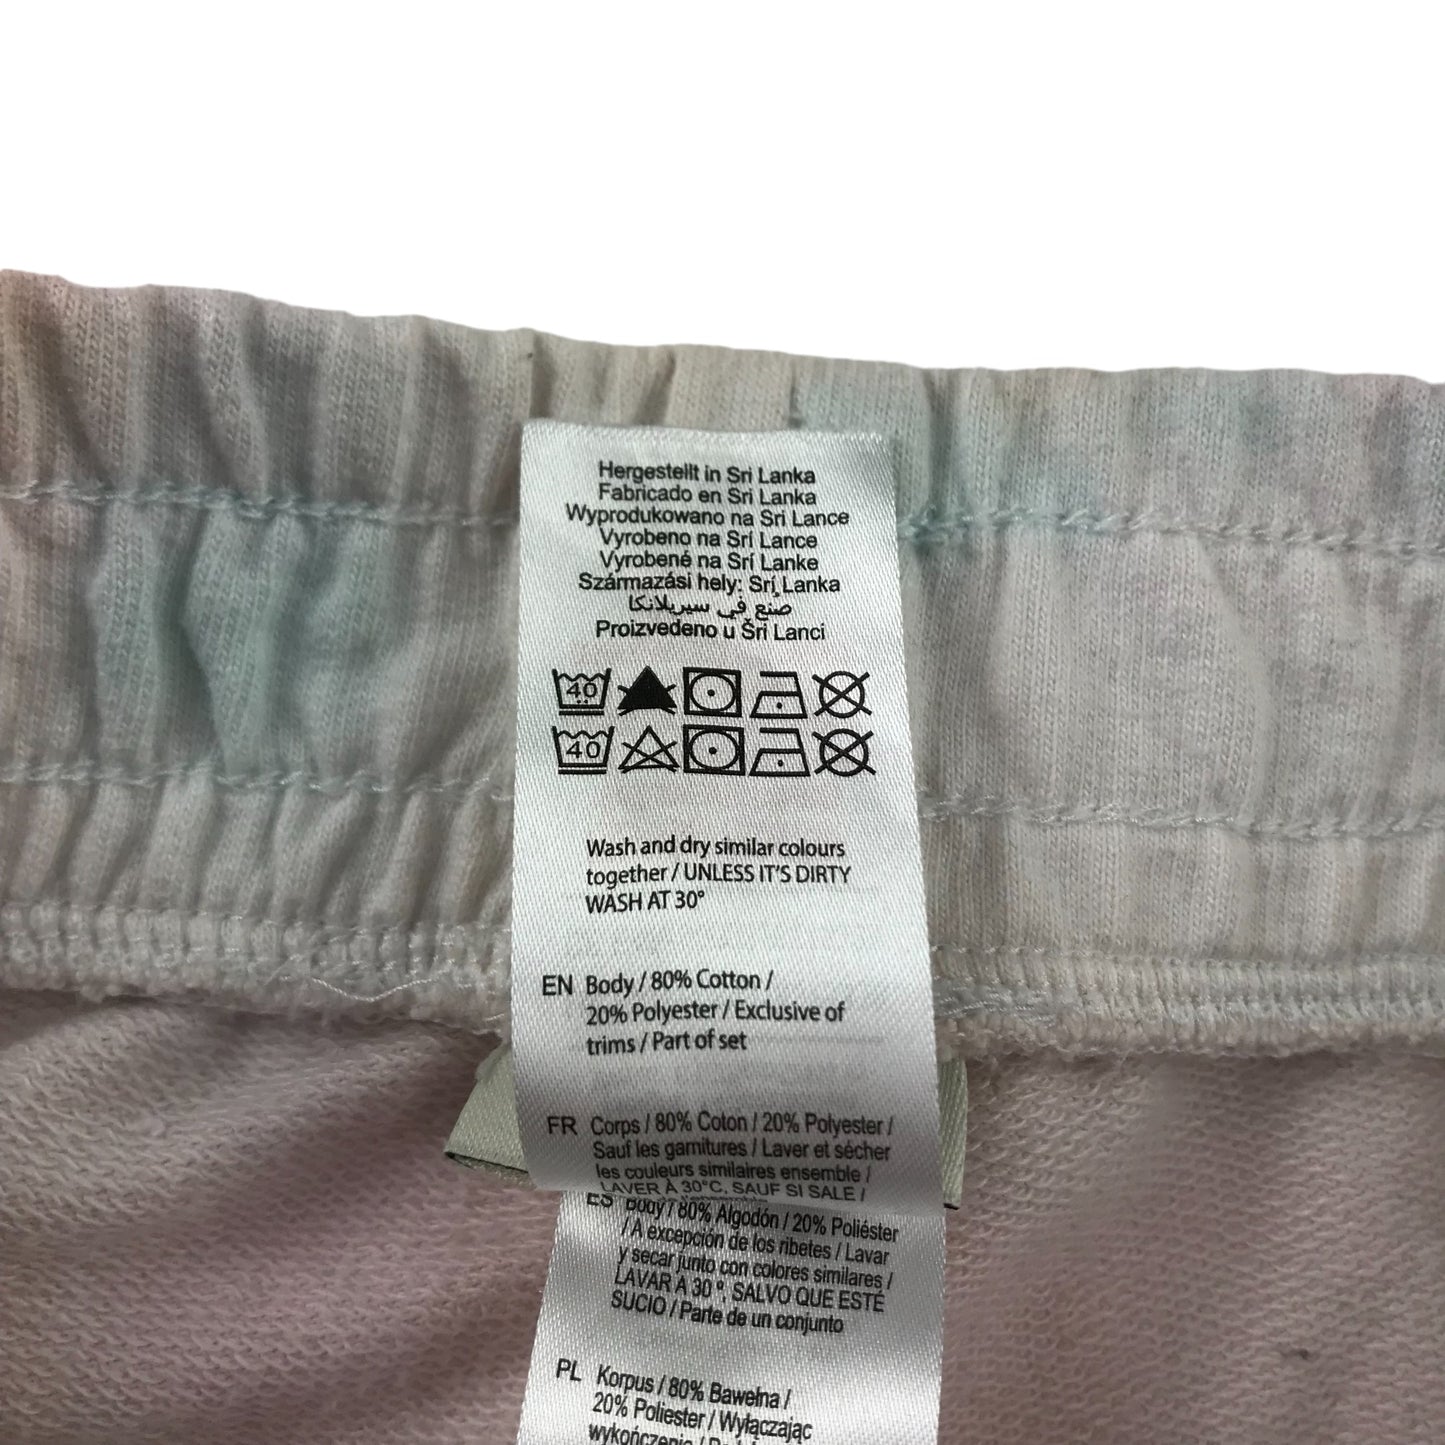 Hergestellt in Sri Lanka
Fabricado en Sri Lanka
Wyprodukowano na Sri Lance
Vyrobeno na Srí Lance
Vyrobené na Srí Lanke
Származási hely: Srí Lanka
صنع في سيريلانكا
Proizvedeno u Šri Lanci
40
40
Wash and dry similar colours
together / UNLESS IT'S DIRTY
WASH AT 30°
EN Body / 80% Cotton /
20% Polyester / Exclusive of
trims / Part of set
FR Corps / 80% Coton / 20% Polyester /
Sauf les garnitures / Laver et sécher
les couleurs similaires ensemble /
LAVER À 30°C, SAUF SI SALE /
ES Body / 80% Algodón / 20% Poliéster
/ A excepción de los ribetes / Lavar
y secar junto con colores similares /
LAVAR A 30 °, SALVO QUE ESTÉ
SUCIO / Parte de un conjunto
PL Korpus / 80% Bawełna /
20% Poliester / Wyłączając
wykończenie /